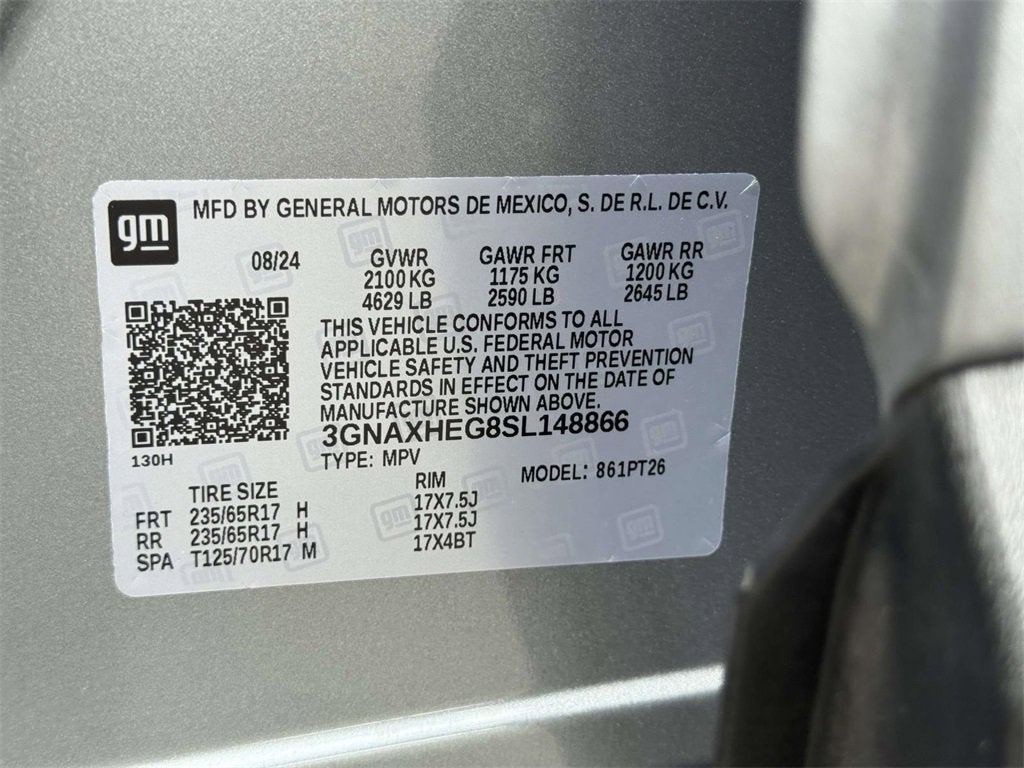 gm
MFD BY GENERAL MOTORS DE MEXICO, S. DE R.L. DE C.V.
08/24 GVWR GAWR FRT GAWR RR
2100 KG 1175 KG 1200 KG
4629 LB 2590 LB 2645 LB
THIS VEHICLE CONFORMS TO ALL
APPLICABLE U.S. FEDERAL MOTOR
VEHICLE SAFETY AND THEFT PREVENTION
STANDARDS IN EFFECT ON THE DATE OF
MANUFACTURE SHOWN ABOVE.
3GNAXHEG8SL148866
130H
TYPE: MPV MODEL: 861PT26
TIRE SIZE RIM
FRT 235/65R17 H 17X7.5J
RR 235/65R17 H 17X7.5J
SPA T125/70R17 M 17X4BT